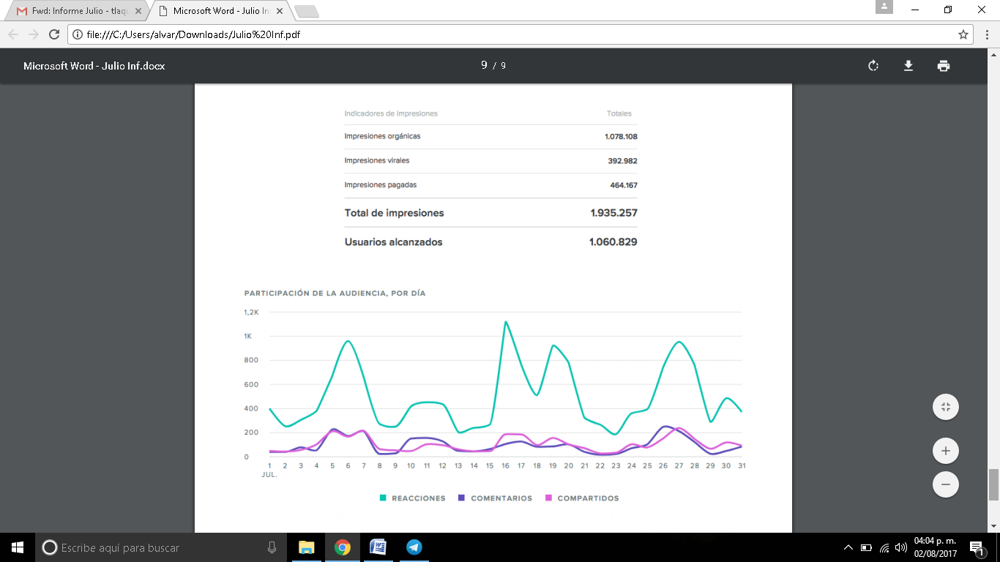 Fwd: Informe Julio - tlaqu
Microsoft Word - Julio In
file:///C:/Users/alvar/Downloads/Julio%20Inf.pdf
Microsoft Word - Julio Inf.docx
9 / 9
Indicadores de Impresiones Totales
Impresiones orgánicas 1.078.108
Impresiones virales 392.982
Impresiones pagadas 464.167
Total de impresiones 1.935.257
Usuarios alcanzados 1.060.829
PARTICIPACIÓN DE LA AUDIENCIA, POR DÍA
1,2K
1K
800
600
400
200
0
1 2 3 4 5 6 7 8 9 10 11 12 13 14 15 16 17 18 19 20 21 22 23 24 25 26 27 28 29 30 31
JUL.
REACCIONES COMENTARIOS COMPARTIDOS
Escribe aquí para buscar
04:04 p. m.
02/08/2017
1